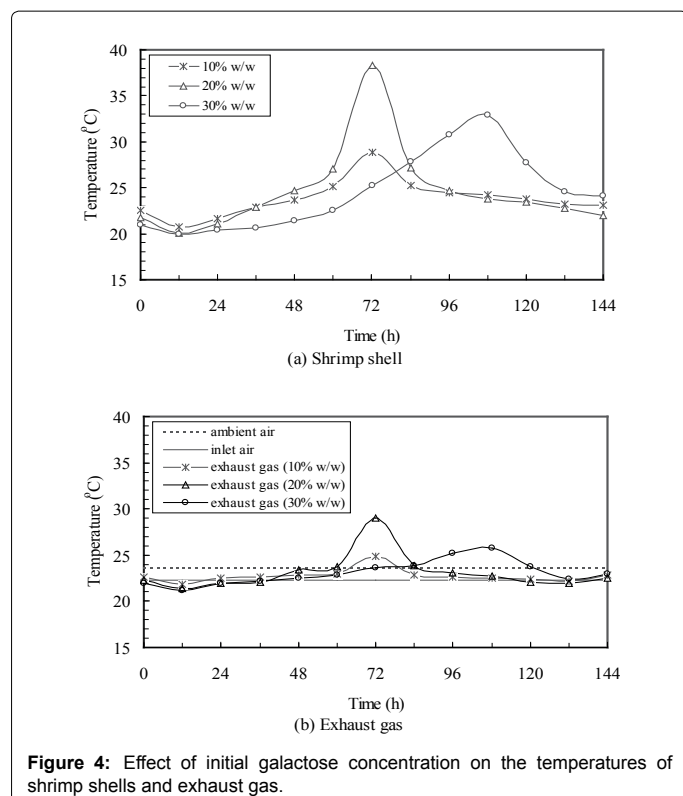 40
35
30
25
20
15
Temperature (°C)
10% w/w
20% w/w
30% w/w
0 24 48 72 96 120 144
Time (h)
(a) Shrimp shell
40
35
30
25
20
15
Temperature (°C)
ambient air
inlet air
exhaust gas (10% w/w)
exhaust gas (20% w/w)
exhaust gas (30% w/w)
0 24 48 72 96 120 144
Time (h)
(b) Exhaust gas
Figure 4: Effect of initial galactose concentration on the temperatures of
shrimp shells and exhaust gas.